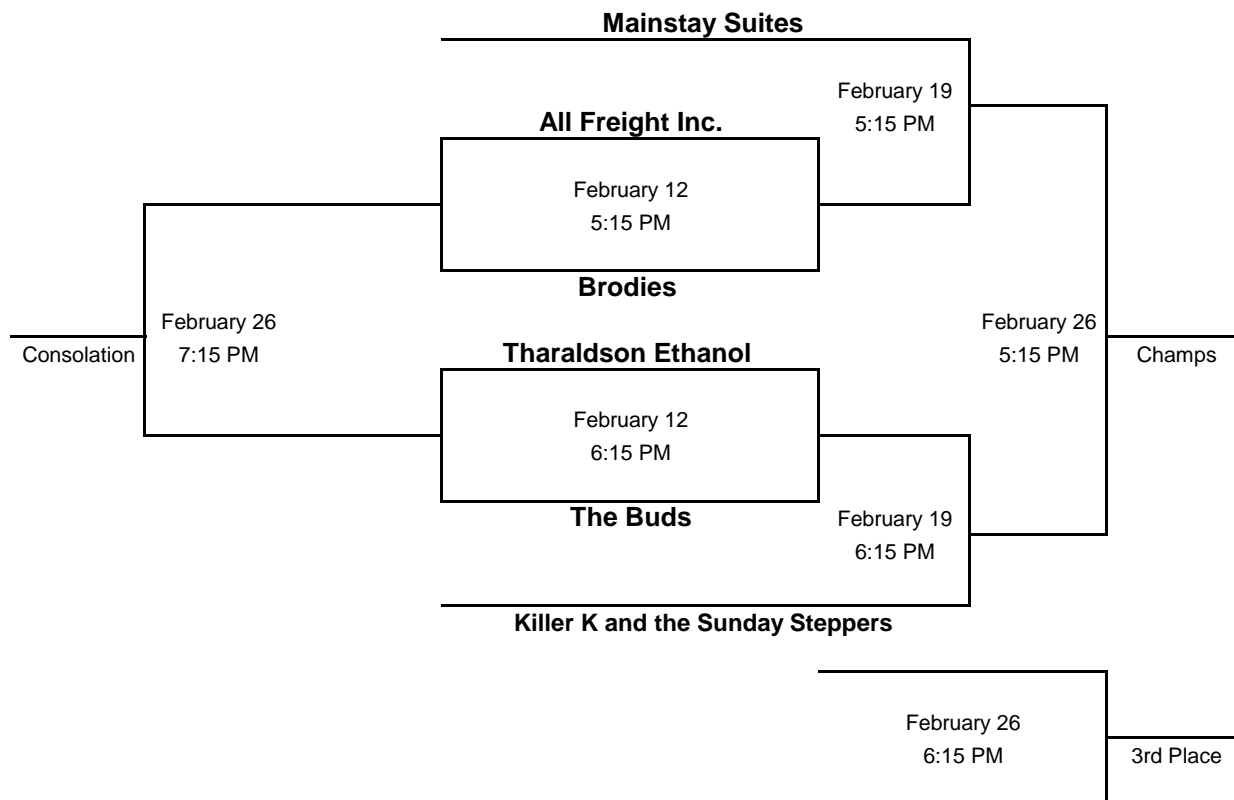 Mainstay Suites
February 19
5:15 PM
All Freight Inc.
February 12
5:15 PM
Brodies
February 26
7:15 PM
Consolation
February 26
5:15 PM
Champs
Tharaldson Ethanol
February 12
6:15 PM
The Buds
February 19
6:15 PM
Killer K and the Sunday Steppers
February 26
6:15 PM
3rd Place